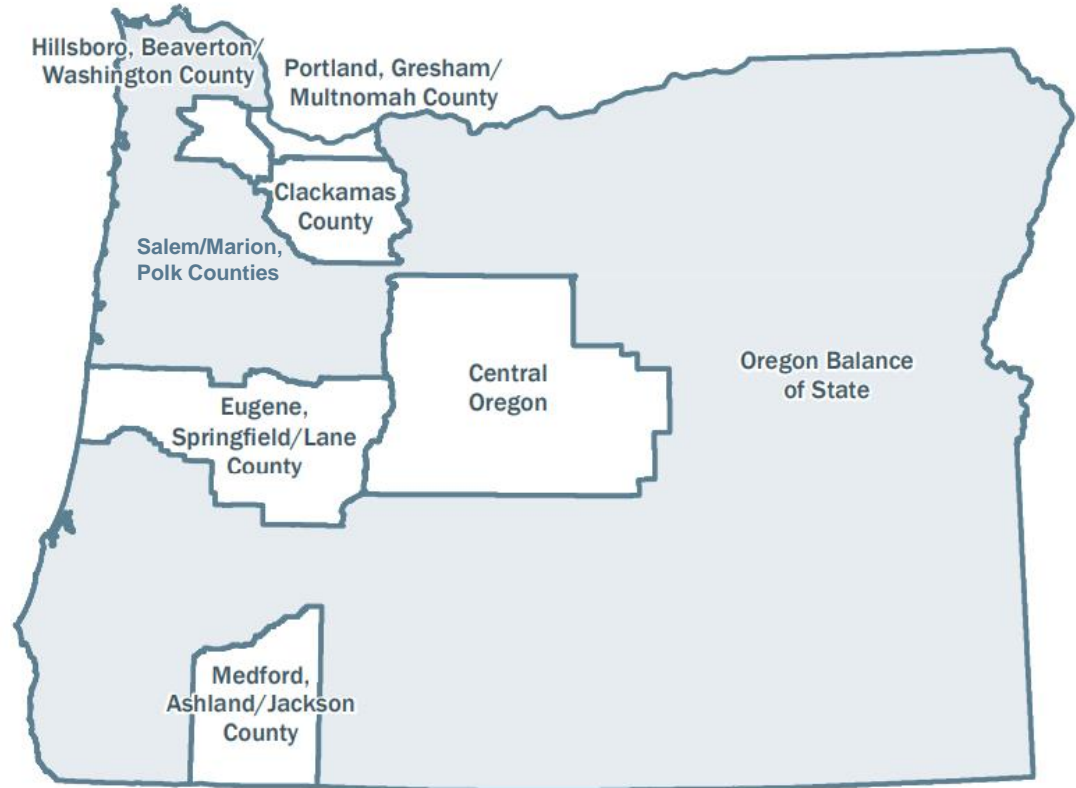 Hillsboro, Beaverton/
Washington County
Portland, Gresham/
Multnomah County
Clackamas
County
Salem/Marion,
Polk Counties
Central
Oregon
Oregon Balance
of State
Eugene,
Springfield/Lane
County
Medford,
Ashland/Jackson
County